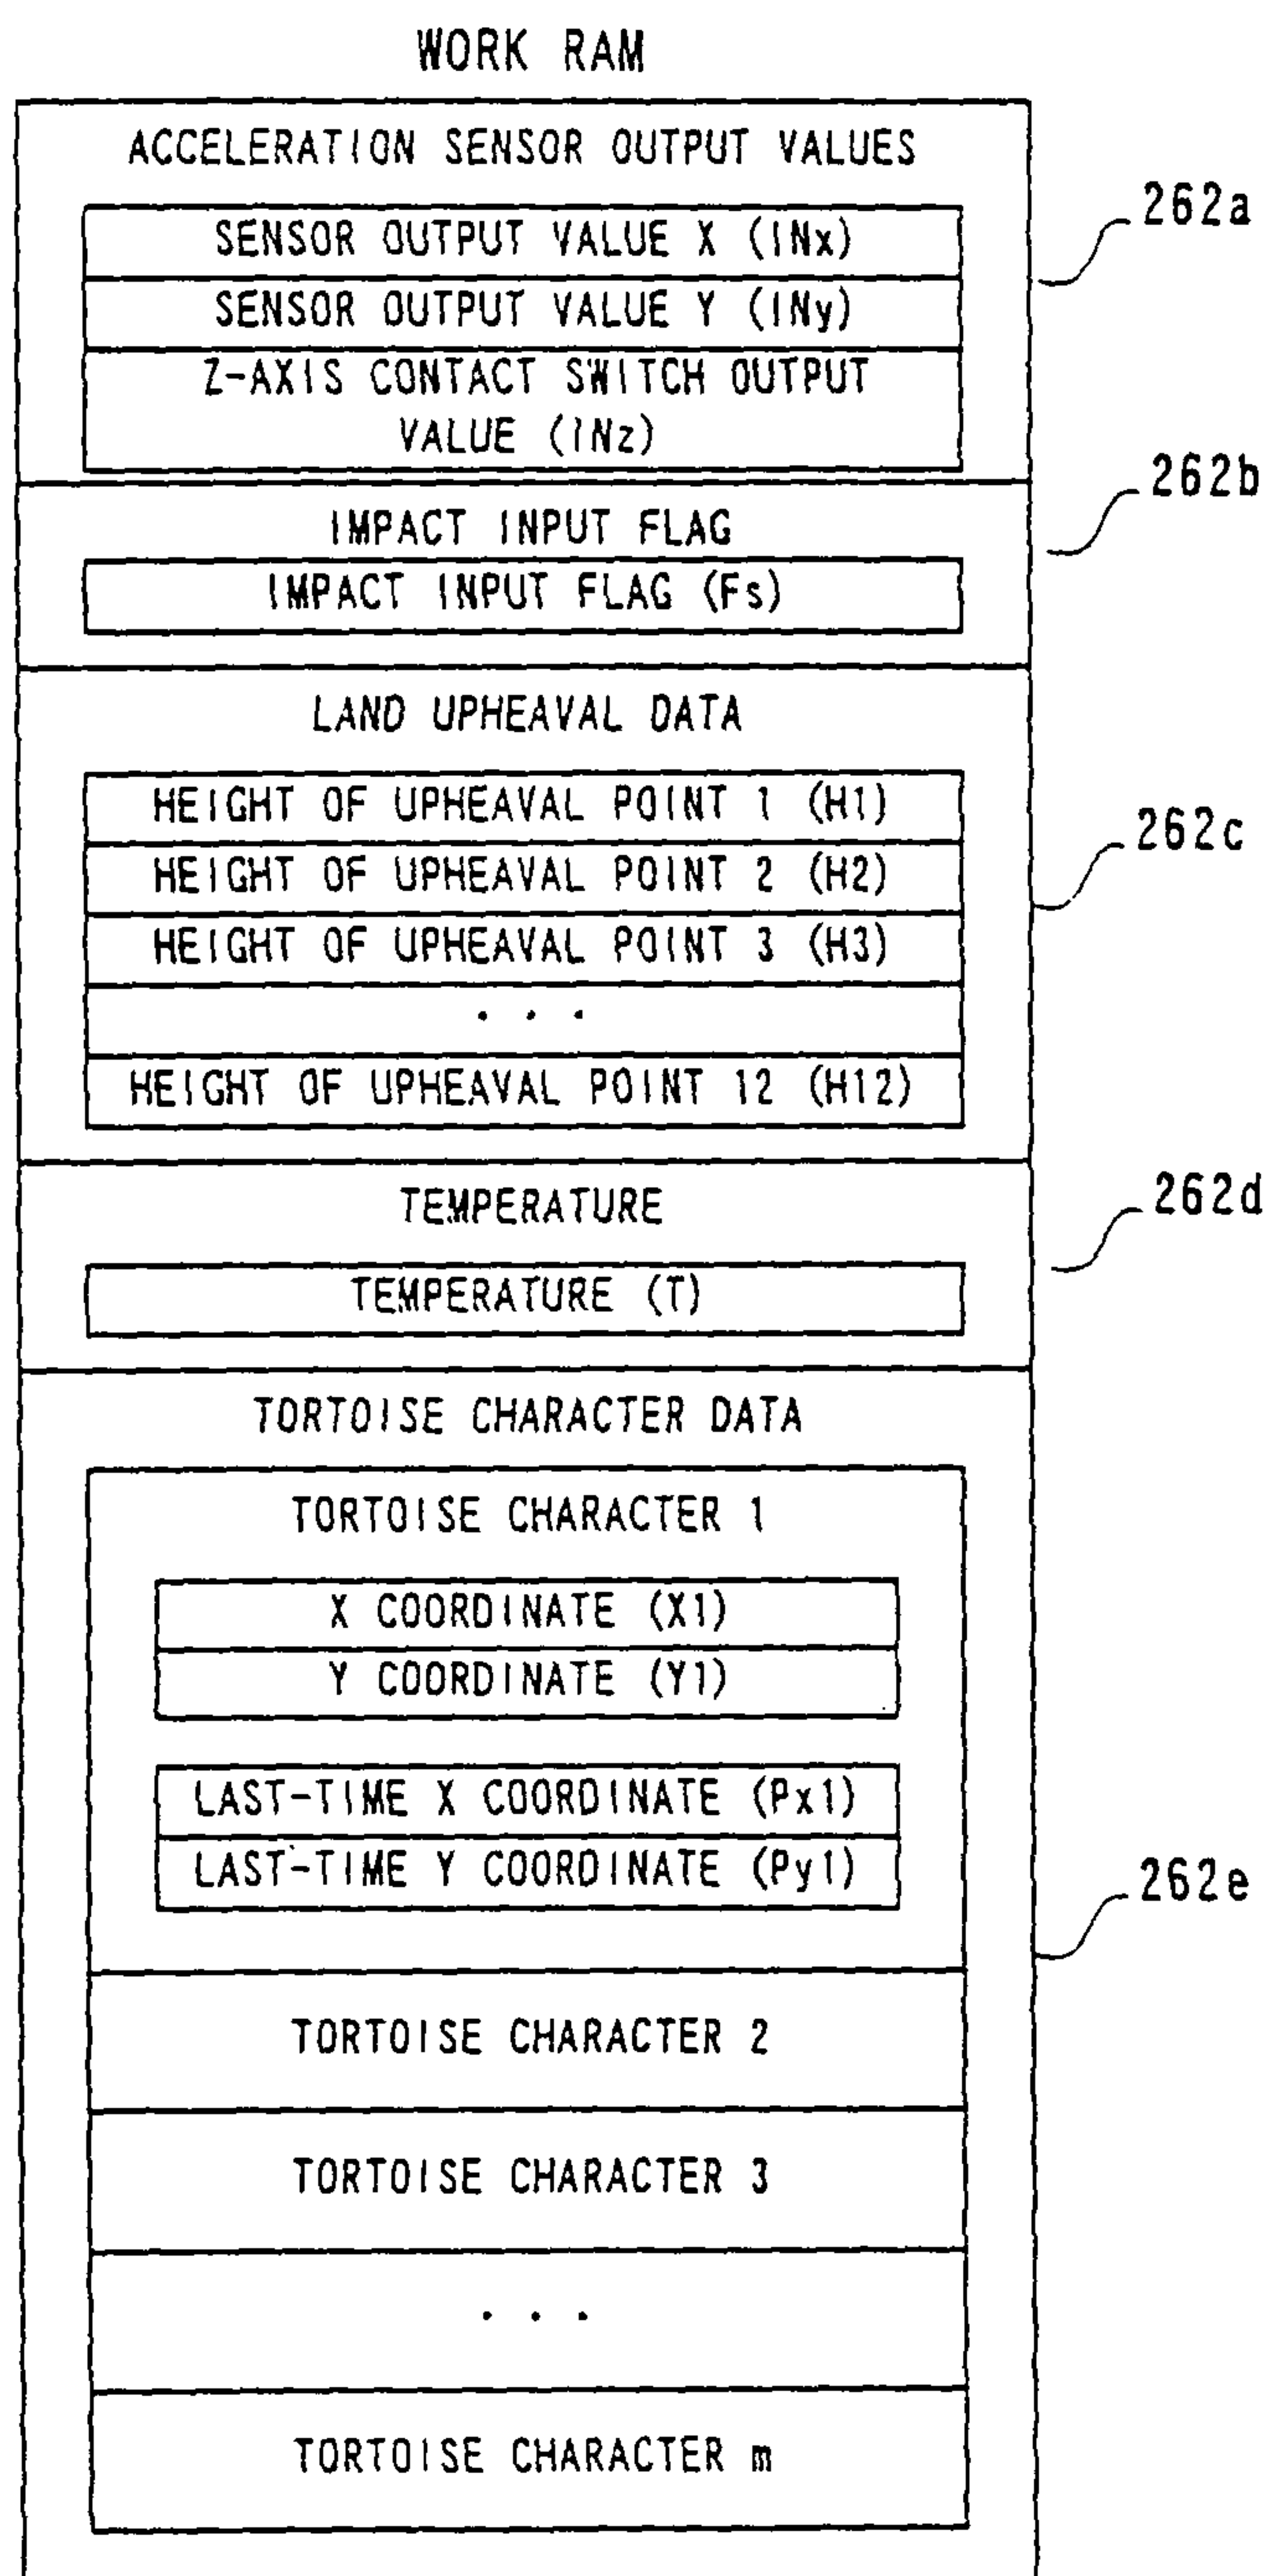 WORK RAM
ACCELERATION SENSOR OUTPUT VALUES
262a
SENSOR OUTPUT VALUE X (INx)
SENSOR OUTPUT VALUE Y (INy)
Z-AXIS CONTACT SWITCH OUTPUT
VALUE (INz)
262b
IMPACT INPUT FLAG
IMPACT INPUT FLAG (Fs)
LAND UPHEAVAL DATA
HEIGHT OF UPHEAVAL POINT 1 (H1)
262c
HEIGHT OF UPHEAVAL POINT 2 (H2)
HEIGHT OF UPHEAVAL POINT 3 (H3)
. . .
HEIGHT OF UPHEAVAL POINT 12 (H12)
TEMPERATURE
262d
TEMPERATURE (T)
TORTOISE CHARACTER DATA
TORTOISE CHARACTER 1
X COORDINATE (X1)
Y COORDINATE (Y1)
LAST-TIME X COORDINATE (Px1)
LAST-TIME Y COORDINATE (Py1)
262e
TORTOISE CHARACTER 2
TORTOISE CHARACTER 3
. . .
TORTOISE CHARACTER m